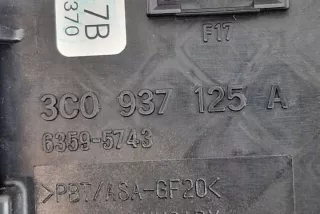 7B
370
F17
3C0 937 125 A
6359-5743
>PBT/ASA-GF20<